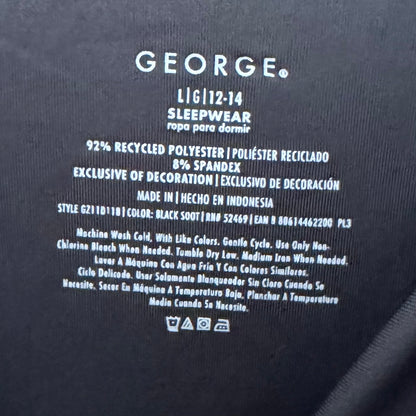 GEORGE®
L|G|12-14
SLEEPWEAR
ropa para dormir
92% RECYCLED POLYESTER | POLIÉSTER RECICLADO
8% SPANDEX
EXCLUSIVE OF DECORATION | EXCLUSIVO DE DECORACIÓN
MADE IN | HECHO EN INDONESIA
STYLE GZ11D11B | COLOR: BLACK SOOT | RN# 52469 | EAN B 80614462200 PL3
Machine Wash Cold, With Like Colors. Gentle Cycle. Use Only Non-
Chlorine Bleach When Needed. Tumble Dry Low. Medium Iron When Needed.
Lavar A Máquina Con Agua Fría Y Con Colores Similares.
Ciclo Delicado. Usar Solamente Blanqueador Sin Cloro Cuando Se
Necesite. Secar En Máquina A Temperatura Baja. Planchar A Temperatura
Media Cuando Se Necesite.